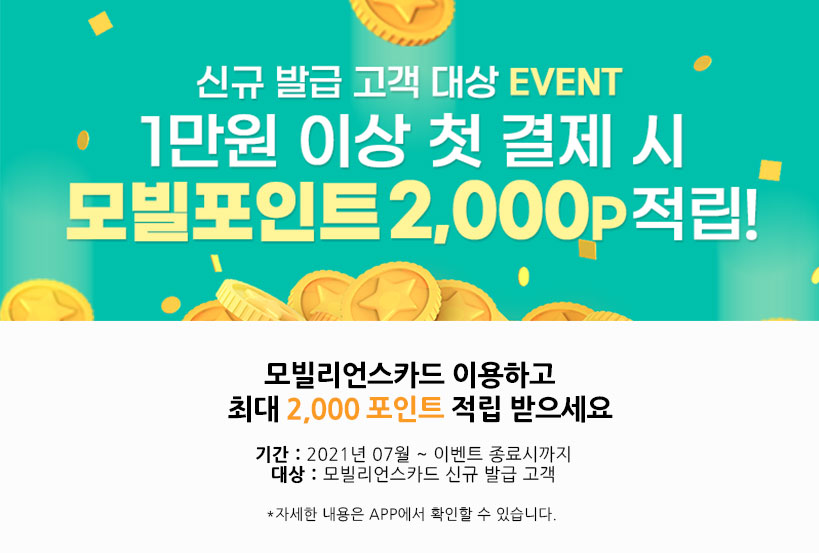 신규 발급 고객 대상 EVENT
1만원 이상 첫 결제 시
모빌포인트2,000P적립!
모빌리언스카드 이용하고
최대 2,000 포인트 적립 받으세요
기간 : 2021년 07월 ~ 이벤트 종료시까지
대상 : 모빌리언스카드 신규 발급 고객
*자세한 내용은 APP에서 확인할 수 있습니다.